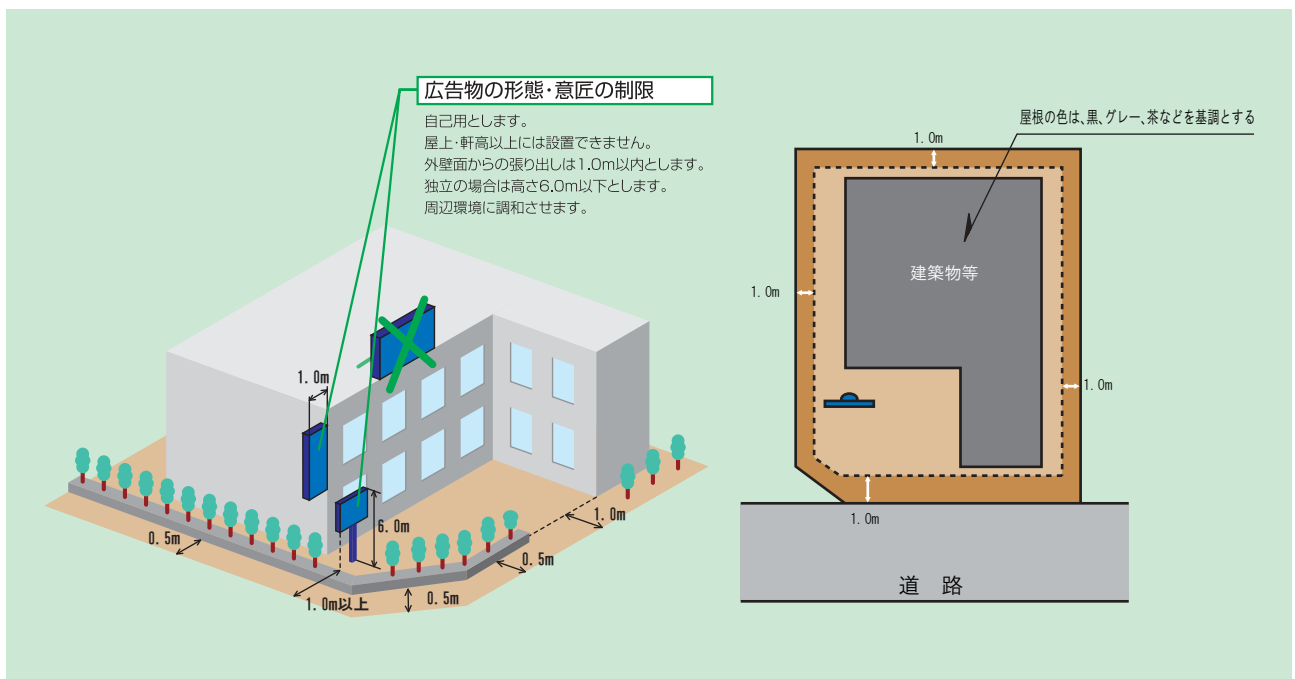 広告物の形態・意匠の制限
自己用とします。
屋上・軒高以上には設置できません。
外壁面からの張り出しは1.0m以内とします。
独立の場合は高さ6.0m以下とします。
周辺環境に調和させます。
1.0m
6.0m
1.0m
0.5m
0.5m
1.0m以上
0.5m
屋根の色は、黒、グレー、茶などを基調とする
1.0m
建築物等
1.0m
1.0m
1.0m
道 路